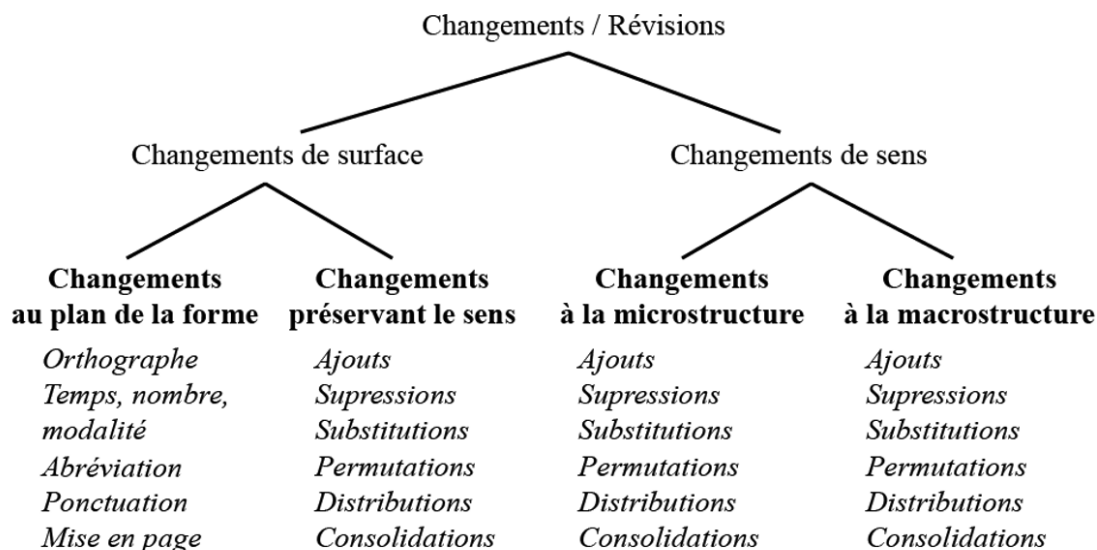 Changements / Révisions
Changements de surface
Changements de sens
Changements
au plan de la forme
Orthographe
Temps, nombre,
modalité
Abréviation
Ponctuation
Mise en page
Changements
préservant le sens
Ajouts
Supressions
Substitutions
Permutations
Distributions
Consolidations
Changements
à la microstructure
Ajouts
Supressions
Substitutions
Permutations
Distributions
Consolidations
Changements
à la macrostructure
Ajouts
Supressions
Substitutions
Permutations
Distributions
Consolidations